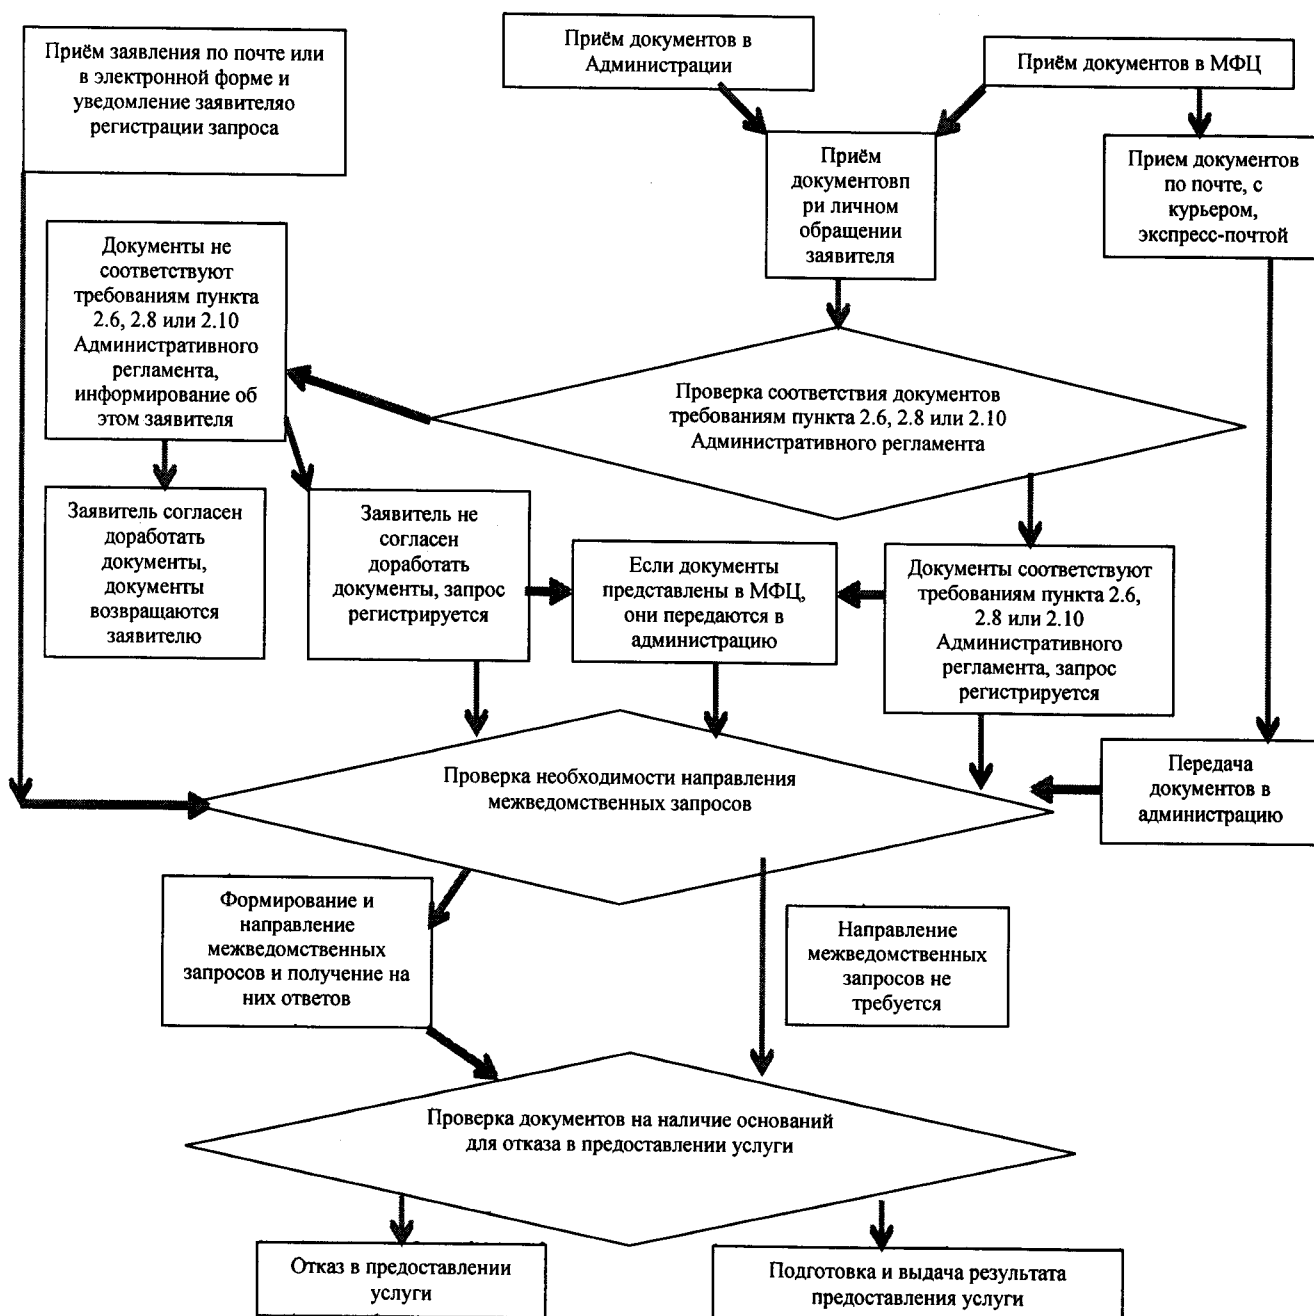 Приём заявления по почте или
в электронной форме и
уведомление заявителяо
регистрации запроса
Приём документов в
Администрации
Приём документов в МФЦ
Приём
документовп
ри личном
обращении
заявителя
Прием документов
по почте, с
курьером,
экспресс-почтой
Документы не
соответствуют
требованиям пункта
2.6, 2.8 или 2.10
Административного
регламента,
информирование об
этом заявителя
Проверка соответствия документов
требованиям пункта 2.6, 2.8 или 2.10
Административного регламента
Заявитель согласен
доработать
документы,
документы
возвращаются
заявителю
Заявитель не
согласен
доработать
документы, запрос
регистрируется
Если документы
представлены в МФЦ,
они передаются в
администрацию
Документы соответствуют
требованиям пункта 2.6,
2.8 или 2.10
Административного
регламента, запрос
регистрируется
Проверка необходимости направления
межведомственных запросов
Передача
документов в
администрацию
Формирование и
направление
межведомственных
запросов и получение на
них ответов
Направление
межведомственных
запросов не
требуется
Проверка документов на наличие оснований
для отказа в предоставлении услуги
Отказ в предоставлении
услуги
Подготовка и выдача результата
предоставления услуги